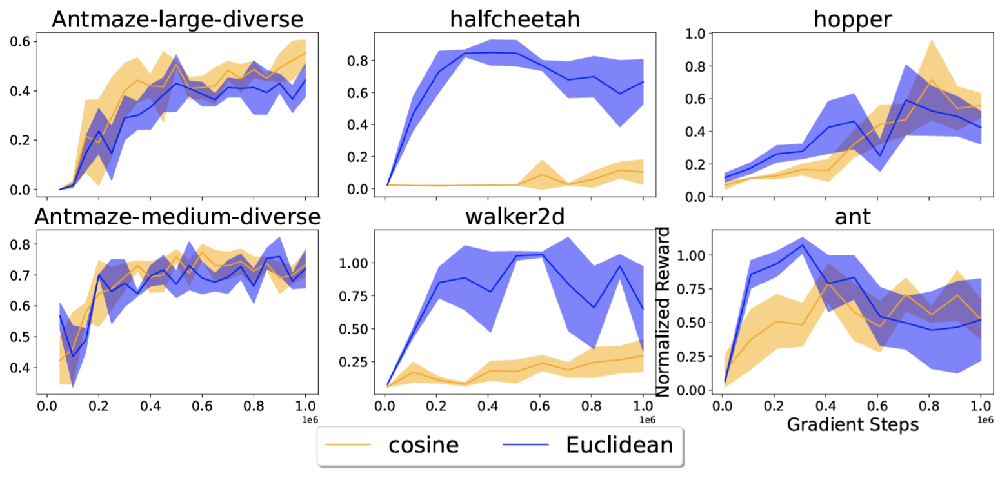 Antmaze-large-diverse
0.6
0.4
0.2
0.0
halfcheetah
0.8
0.6
0.4
0.2
0.0
hopper
1.0
0.8
0.6
0.4
0.2
0.0
Antmaze-medium-diverse
0.8
0.7
0.6
0.5
0.4
0.0 0.2 0.4 0.6 0.8 1.0
1e6
walker2d
1.00
0.75
0.50
0.25
0.0 0.2 0.4 0.6 0.8 1.0
1e6
ant
Normalized Reward
1.00
0.75
0.50
0.25
0.00
0.0 0.2 0.4 0.6 0.8 1.0
1e6
Gradient Steps
cosine Euclidean